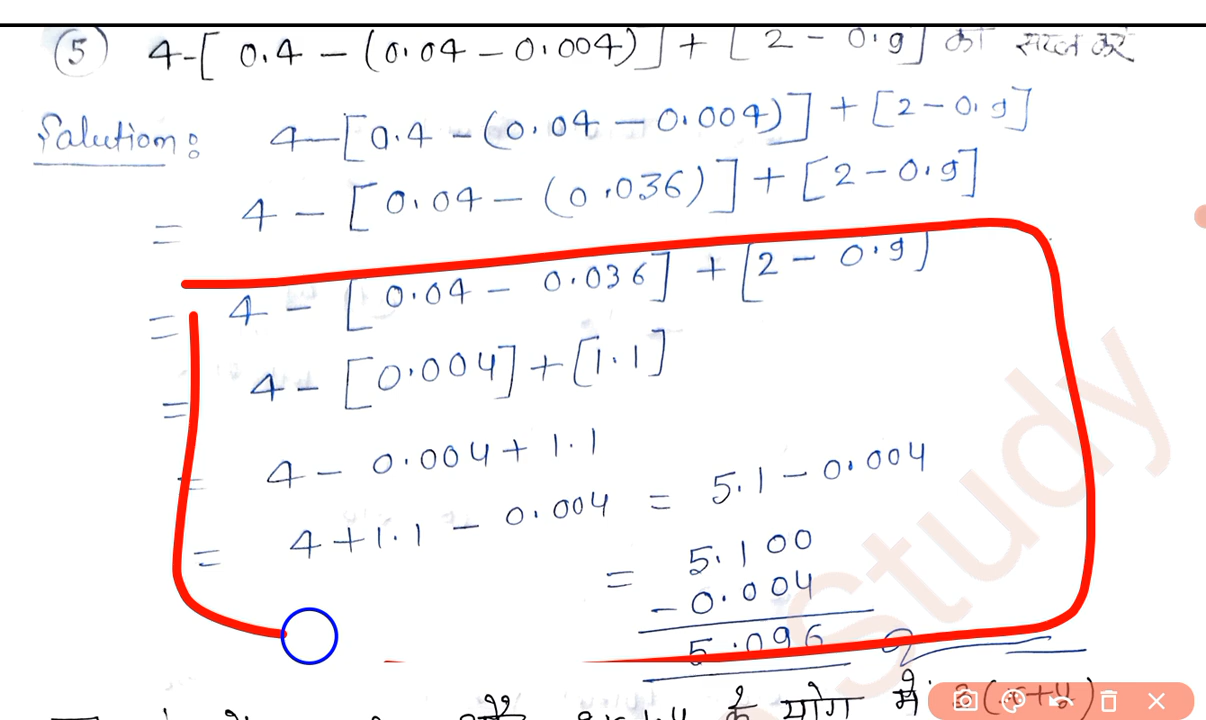 (5) 4-[ 0.4 - (0.04 - 0.004)] + [ 2 - 0.9] का सरल करें
Salution: 4-[0.4 - (0.04 - 0.004)] + [2-0.9]
= 4 - [0.04 - (0.036)] + [2-0.9]
= 4 - [0.04 - 0.036] + [2 - 0.9]
= 4 - [0.004] + [1.1]
= 4 - 0.004 + 1.1
= 4+1.1 - 0.004 = 5.1 - 0.004
= 5.100
- 0.004
5.096
के योग में
Study